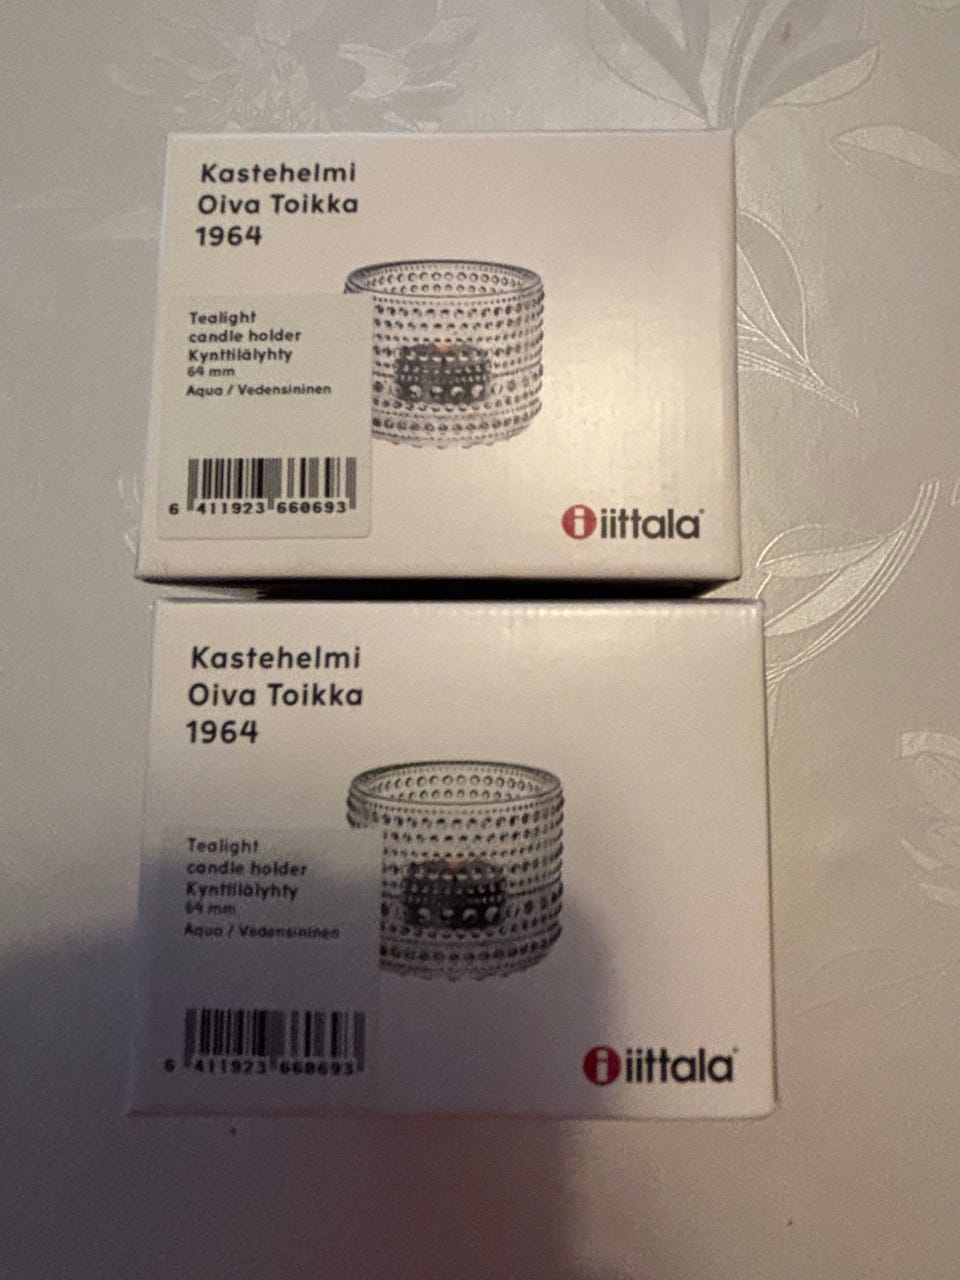 Kastehelmi
Oiva Toikka
1964
Tealight
candle holder
Kynttilälyhty
64 mm
Aqua / Vedensininen
6 411923 660693
iittala
Kastehelmi
Oiva Toikka
1964
Tealight
candle holder
Kynttilälyhty
64 mm
Aqua / Vedensininen
6 411923 660693
iittala